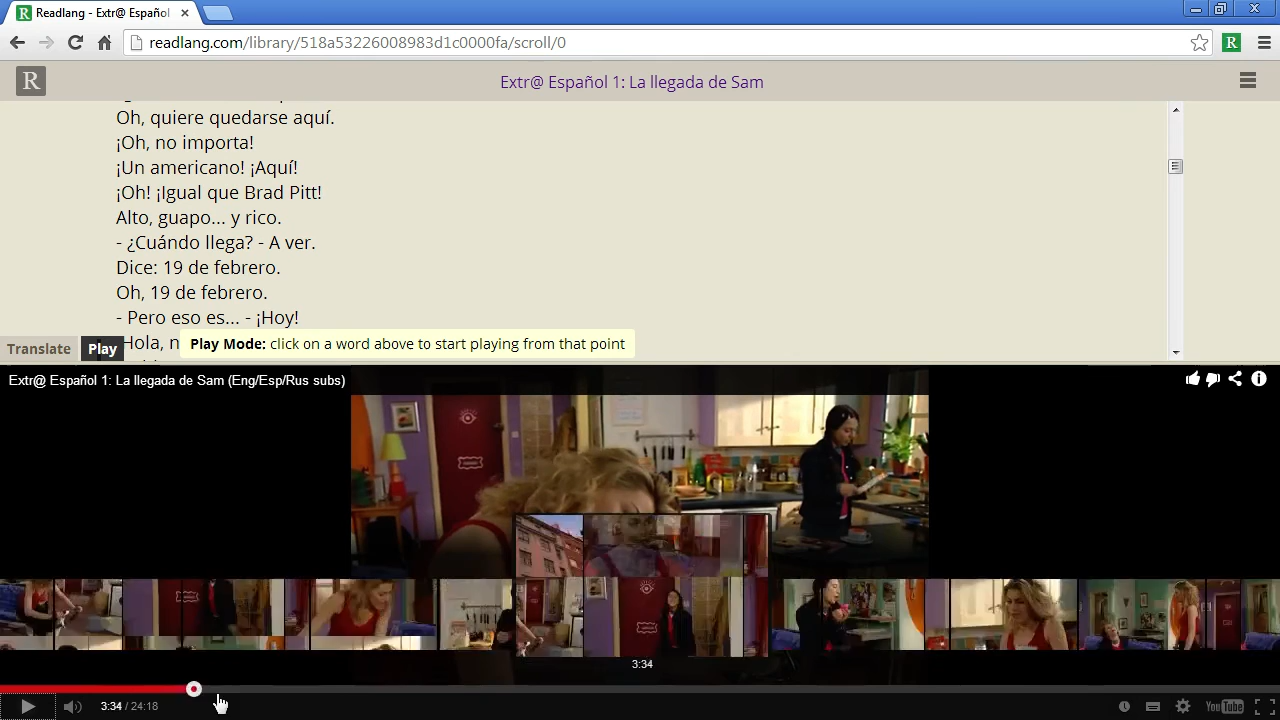 Readlang - Extr@ Español
readlang.com/library/518a53226008983d1c0000fa/scroll/0
R
R
Extr@ Español 1: La llegada de Sam
Oh, quiere quedarse aquí.
¡Oh, no importa!
¡Un americano! ¡Aquí!
¡Oh! ¡Igual que Brad Pitt!
Alto, guapo... y rico.
- ¿Cuándo llega? - A ver.
Dice: 19 de febrero.
Oh, 19 de febrero.
- Pero eso es... - ¡Hoy!
Hola, n
Translate
Play
Play Mode: click on a word above to start playing from that point
Extr@ Español 1: La llegada de Sam (Eng/Esp/Rus subs)
3:34
3:34 / 24:18
YouTube